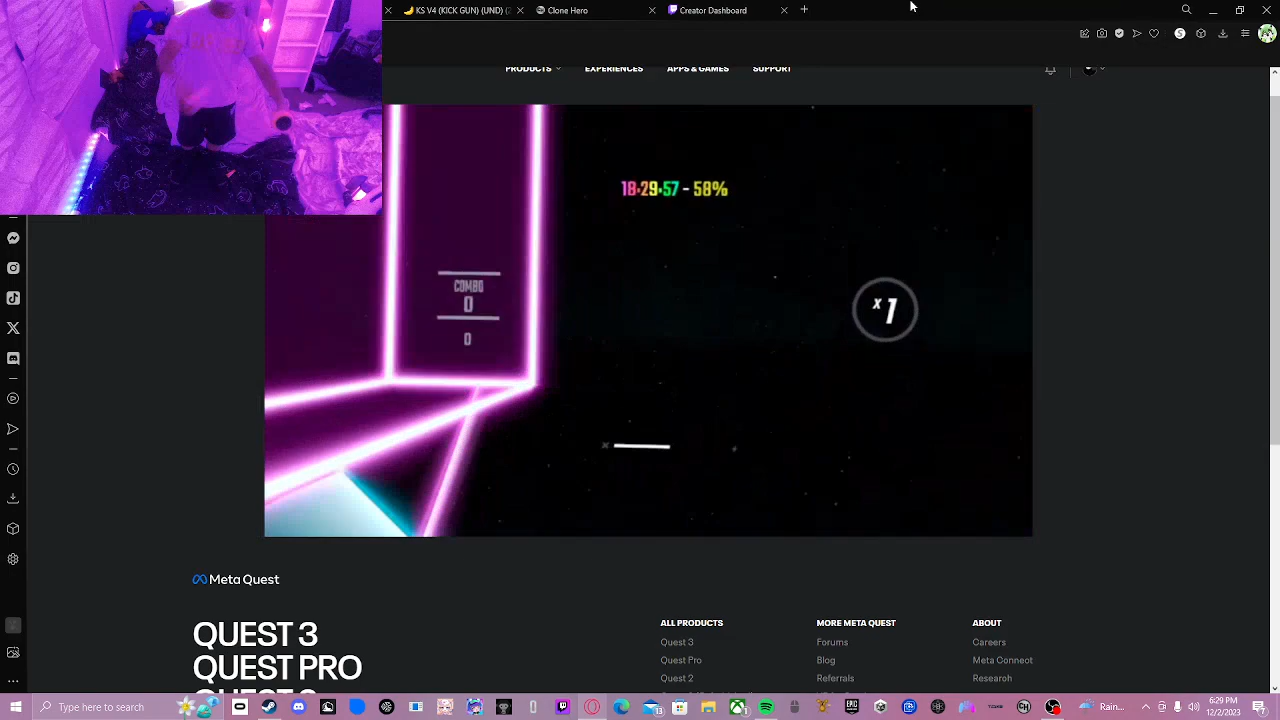 KS V4 (KICK GUN) (UND) (
Clone Hero
Creator Dashboard
PRODUCTS
EXPERIENCES
APPS & GAMES
SUPPORT
18:29:57 - 58%
COMBO
0
0
x1
Meta Quest
QUEST 3
QUEST PRO
ALL PRODUCTS
Quest 3
Quest Pro
Quest 2
MORE META QUEST
Forums
Blog
Referrals
ABOUT
Careers
Meta Connect
Research
Type here to search
Rain...
6:29 PM
12/2/2023